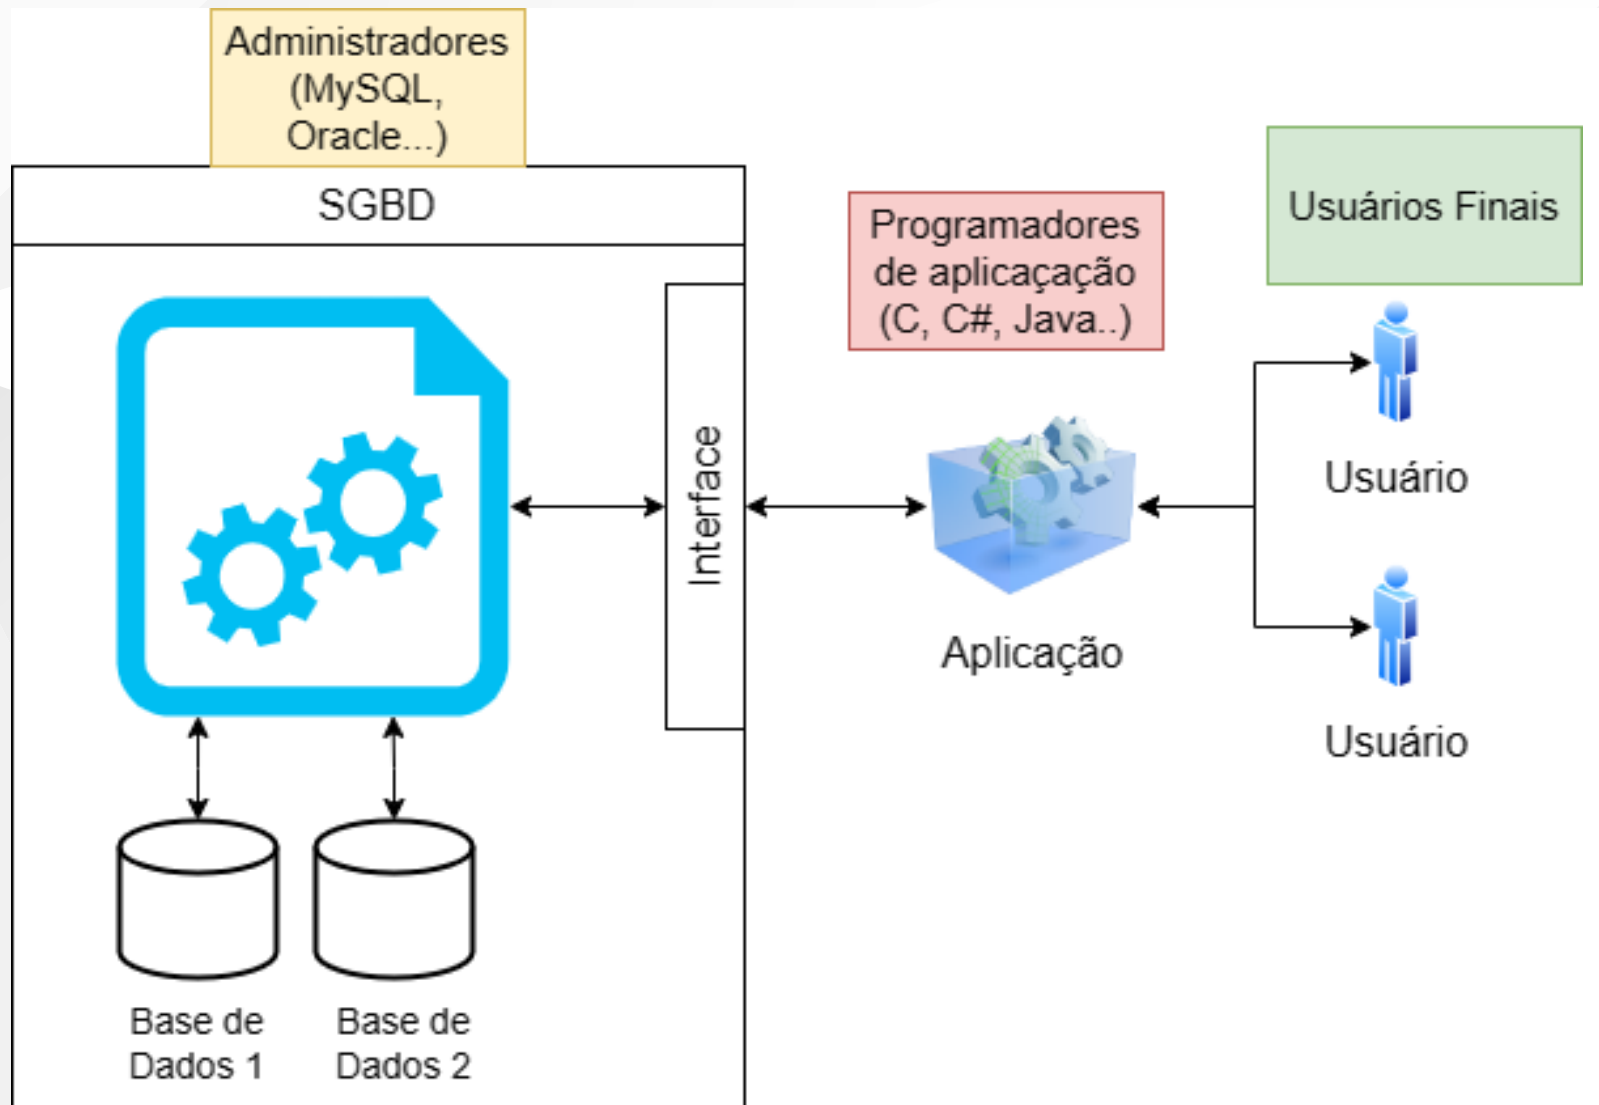 Administradores
(MySQL,
Oracle...)
SGBD
Interface
Base de
Dados 1
Base de
Dados 2
Programadores
de aplicaçação
(C, C#, Java..)
Aplicação
Usuários Finais
Usuário
Usuário